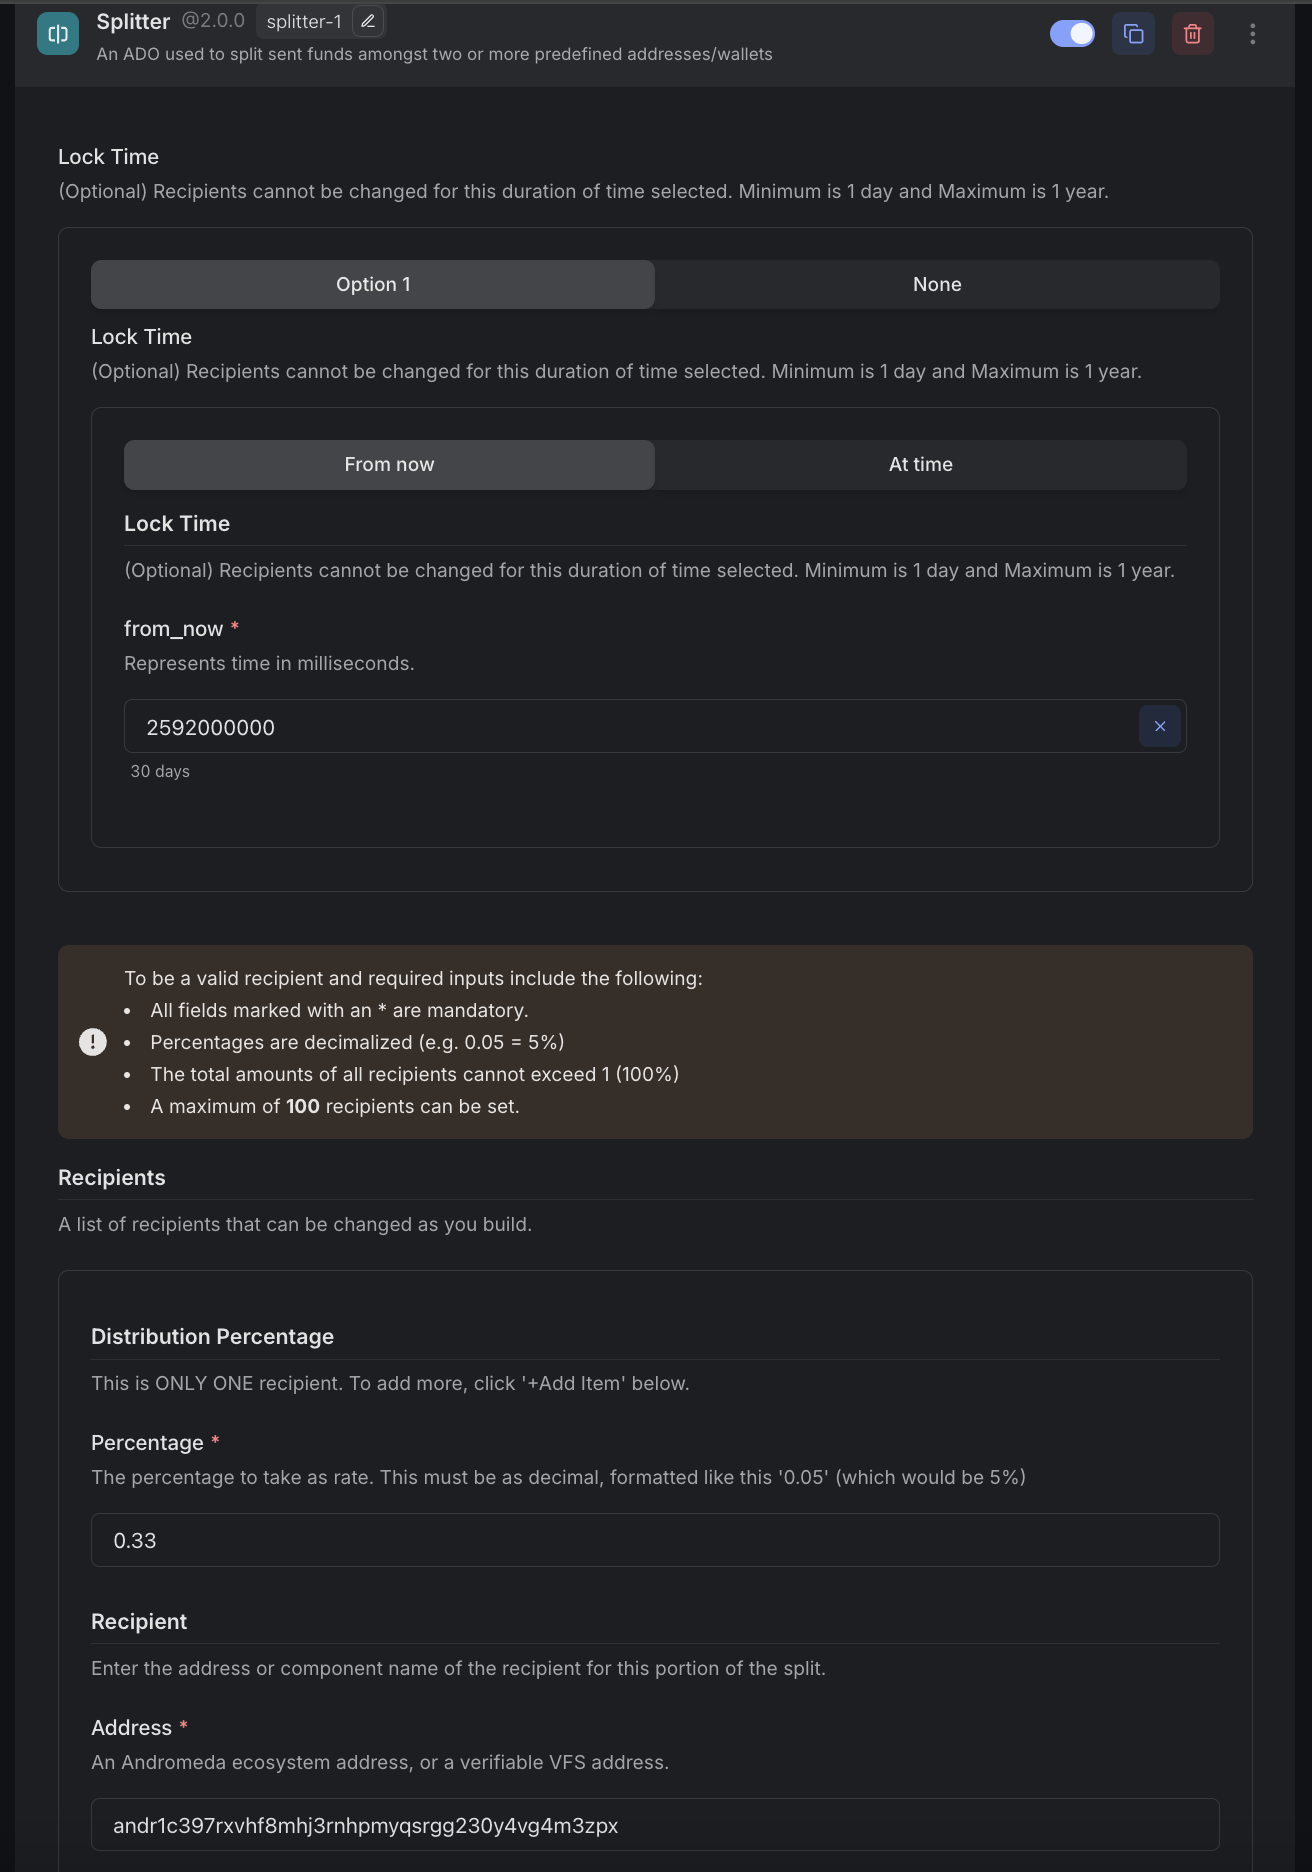 Splitter @2.0.0 splitter-1
An ADO used to split sent funds amongst two or more predefined addresses/wallets
Lock Time
(Optional) Recipients cannot be changed for this duration of time selected. Minimum is 1 day and Maximum is 1 year.
Option 1 None
Lock Time
(Optional) Recipients cannot be changed for this duration of time selected. Minimum is 1 day and Maximum is 1 year.
From now At time
Lock Time
(Optional) Recipients cannot be changed for this duration of time selected. Minimum is 1 day and Maximum is 1 year.
from_now *
Represents time in milliseconds.
2592000000
30 days
To be a valid recipient and required inputs include the following:
• All fields marked with an * are mandatory.
• Percentages are decimalized (e.g. 0.05 = 5%)
• The total amounts of all recipients cannot exceed 1 (100%)
• A maximum of 100 recipients can be set.
Recipients
A list of recipients that can be changed as you build.
Distribution Percentage
This is ONLY ONE recipient. To add more, click '+Add Item' below.
Percentage *
The percentage to take as rate. This must be as decimal, formatted like this '0.05' (which would be 5%)
0.33
Recipient
Enter the address or component name of the recipient for this portion of the split.
Address *
An Andromeda ecosystem address, or a verifiable VFS address.
andr1c397rxvhf8mhj3rnhpmyqsrgg230y4vg4m3zpx